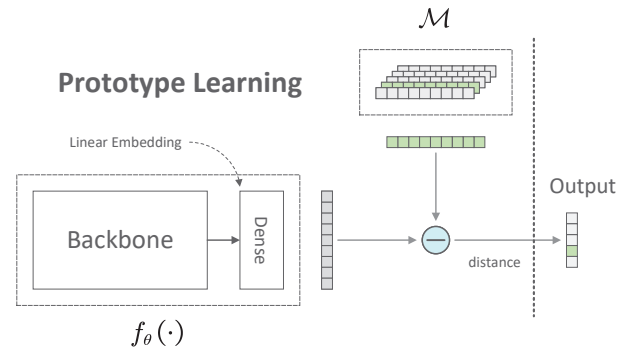 ℳ
Prototype Learning
Linear Embedding
Backbone
Dense
Output
distance
f_θ(·)